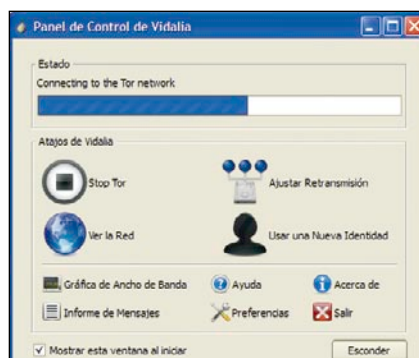 Panel de Control de Vidalia
Estado
Connecting to the Tor network
Atajos de Vidalia
Stop Tor
Ajustar Retransmisión
Ver la Red
Usar una Nueva Identidad
Gráfica de Ancho de Banda
Ayuda
Acerca de
Informe de Mensajes
Preferencias
Salir
Mostrar esta ventana al iniciar
Esconder